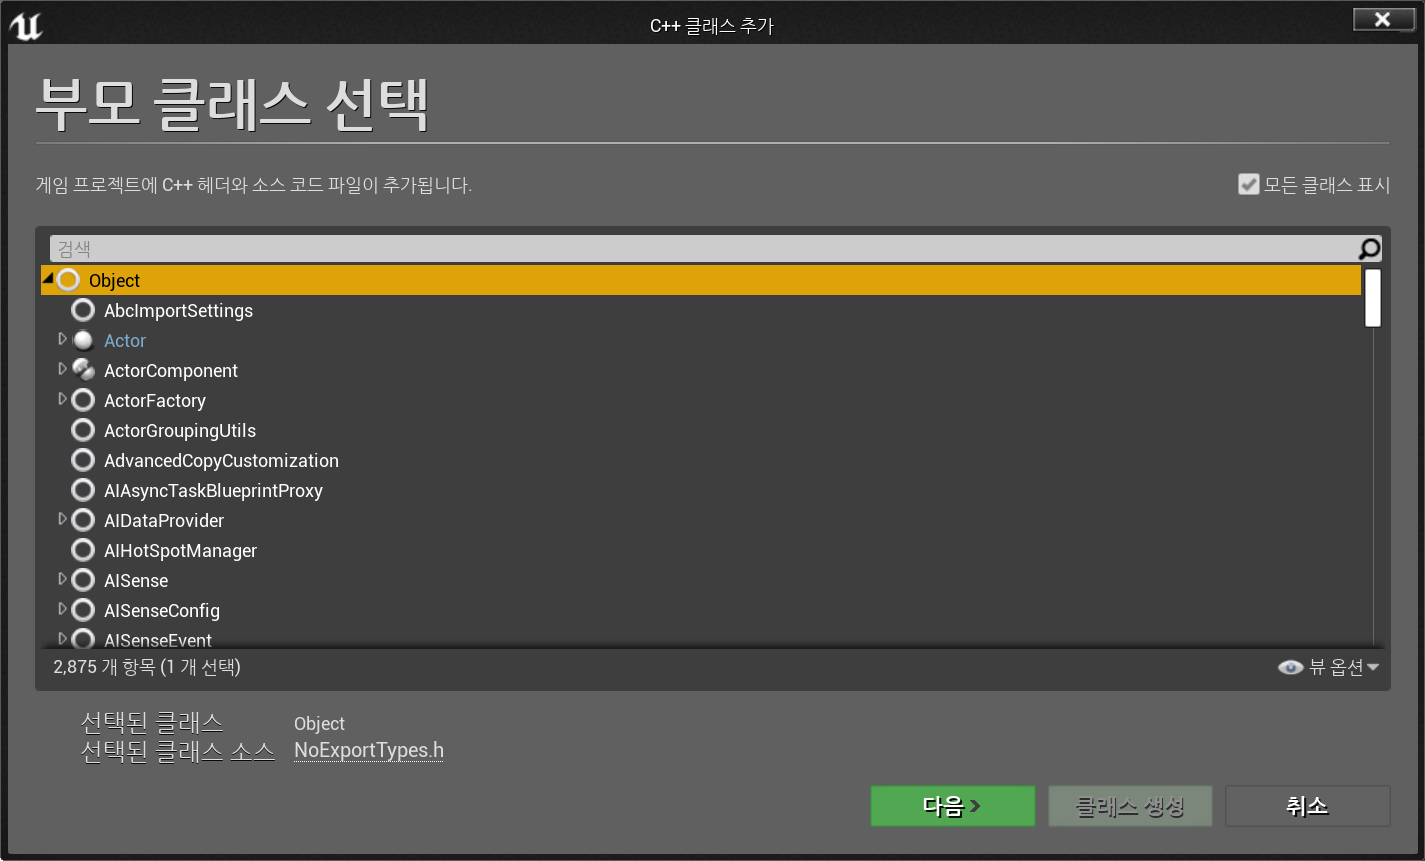 C++ 클래스 추가
부모 클래스 선택
게임 프로젝트에 C++ 헤더와 소스 코드 파일이 추가됩니다.
모든 클래스 표시
검색
Object
AbcImportSettings
Actor
ActorComponent
ActorFactory
ActorGroupingUtils
AdvancedCopyCustomization
AIAsyncTaskBlueprintProxy
AIDataProvider
AIHotSpotManager
AISense
AISenseConfig
AISenseEvent
2,875 개 항목 (1 개 선택)
뷰 옵션
선택된 클래스 Object
선택된 클래스 소스 NoExportTypes.h
다음 >
클래스 생성
취소